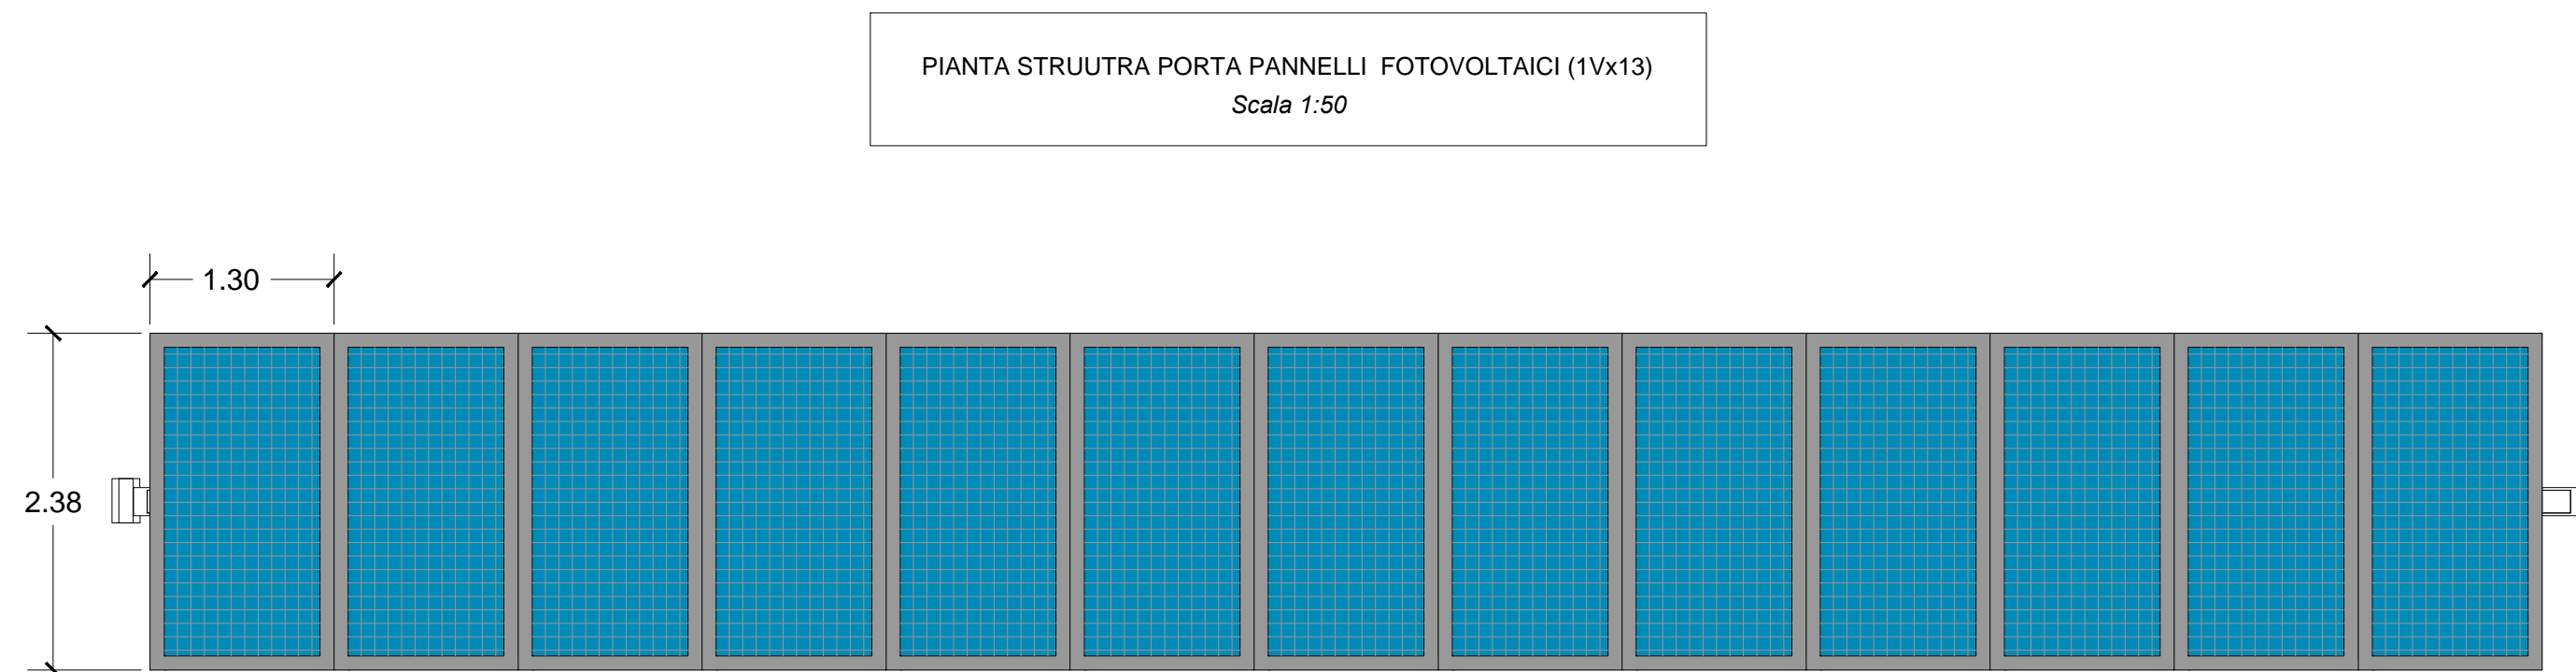 PIANTA STRUUTRA PORTA PANNELLI FOTOVOLTAICI (1Vx13)
Scala 1:50
1.30
2.38